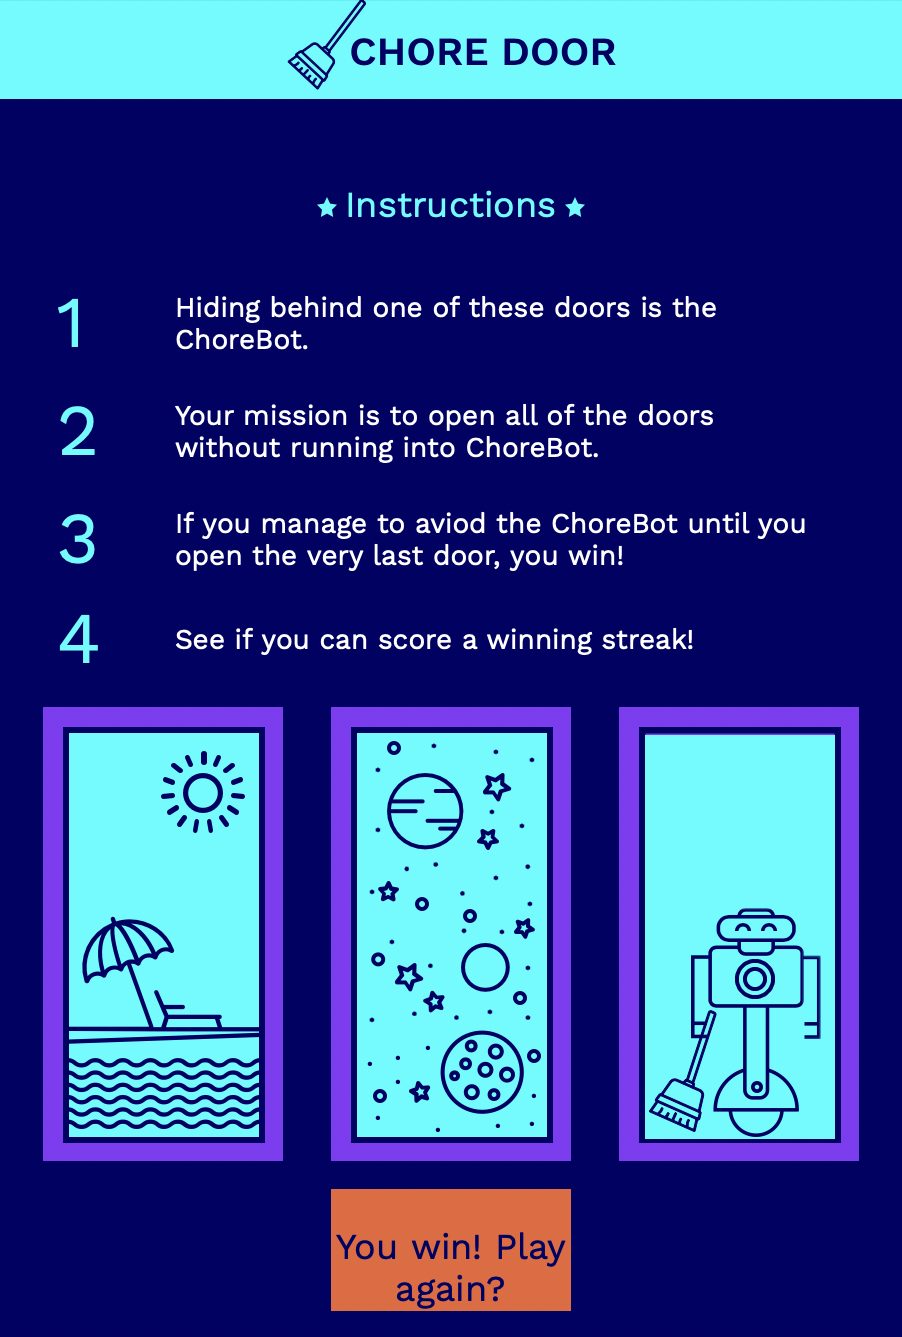 CHORE DOOR
Instructions
1
Hiding behind one of these doors is the
ChoreBot.
2
Your mission is to open all of the doors
without running into ChoreBot.
3
If you manage to aviod the ChoreBot until you
open the very last door, you win!
4
See if you can score a winning streak!
You win! Play
again?